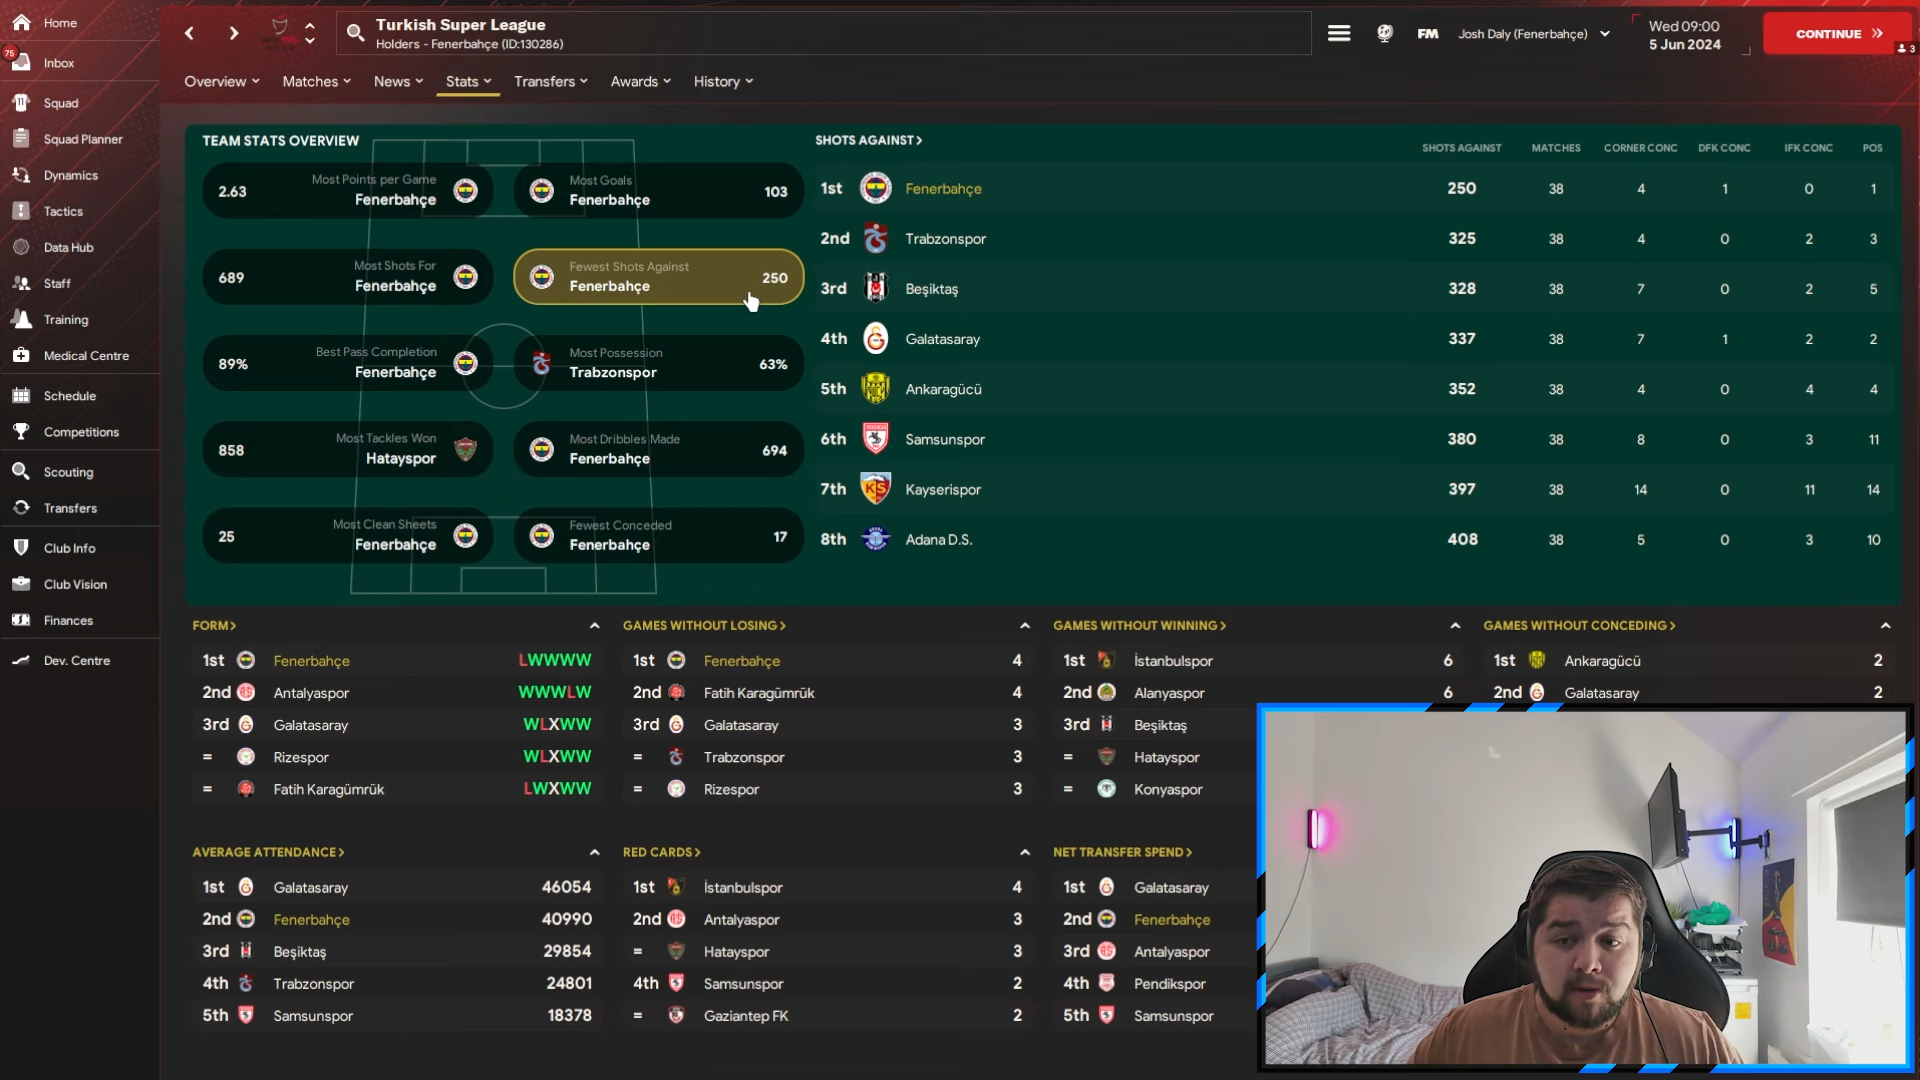 Home
75
Inbox
Squad
Squad Planner
Dynamics
Tactics
Data Hub
Staff
Training
Medical Centre
Schedule
Competitions
Scouting
Transfers
Club Info
Club Vision
Finances
Dev. Centre
Turkish Super League
Holders - Fenerbahçe (ID:130286)
FM
Josh Daly (Fenerbahçe)
Wed 09:00
5 Jun 2024
CONTINUE
3
Overview Matches News Stats Transfers Awards History
TEAM STATS OVERVIEW
2.63 Most Points per Game Fenerbahçe
Most Goals Fenerbahçe 103
689 Most Shots For Fenerbahçe
Fewest Shots Against Fenerbahçe 250
89% Best Pass Completion Fenerbahçe
Most Possession Trabzonspor 63%
858 Most Tackles Won Hatayspor
Most Dribbles Made Fenerbahçe 694
25 Most Clean Sheets Fenerbahçe
Fewest Conceded Fenerbahçe 17
SHOTS AGAINST> SHOTS AGAINST MATCHES CORNER CONC DFK CONC IFK CONC POS
1st Fenerbahçe 250 38 4 1 0 1
2nd Trabzonspor 325 38 4 0 2 3
3rd Beşiktaş 328 38 7 0 2 5
4th Galatasaray 337 38 7 1 2 2
5th Ankaragücü 352 38 4 0 4 4
6th Samsunspor 380 38 8 0 3 11
7th Kayserispor 397 38 14 0 11 14
8th Adana D.S. 408 38 5 0 3 10
FORM>
1st Fenerbahçe LWWWW
2nd Antalyaspor WWWLW
3rd Galatasaray WLXWW
= Rizespor WLXWW
= Fatih Karagümrük LWXWW
GAMES WITHOUT LOSING>
1st Fenerbahçe 4
2nd Fatih Karagümrük 4
3rd Galatasaray 3
= Trabzonspor 3
= Rizespor 3
GAMES WITHOUT WINNING>
1st İstanbulspor 6
2nd Alanyaspor 6
3rd Beşiktaş
= Hatayspor
= Konyaspor
GAMES WITHOUT CONCEDING>
1st Ankaragücü 2
2nd Galatasaray 2
AVERAGE ATTENDANCE>
1st Galatasaray 46054
2nd Fenerbahçe 40990
3rd Beşiktaş 29854
4th Trabzonspor 24801
5th Samsunspor 18378
RED CARDS>
1st İstanbulspor 4
2nd Antalyaspor 3
= Hatayspor 3
4th Samsunspor 2
= Gaziantep FK 2
NET TRANSFER SPEND>
1st Galatasaray
2nd Fenerbahçe
3rd Antalyaspor
4th Pendikspor
5th Samsunspor